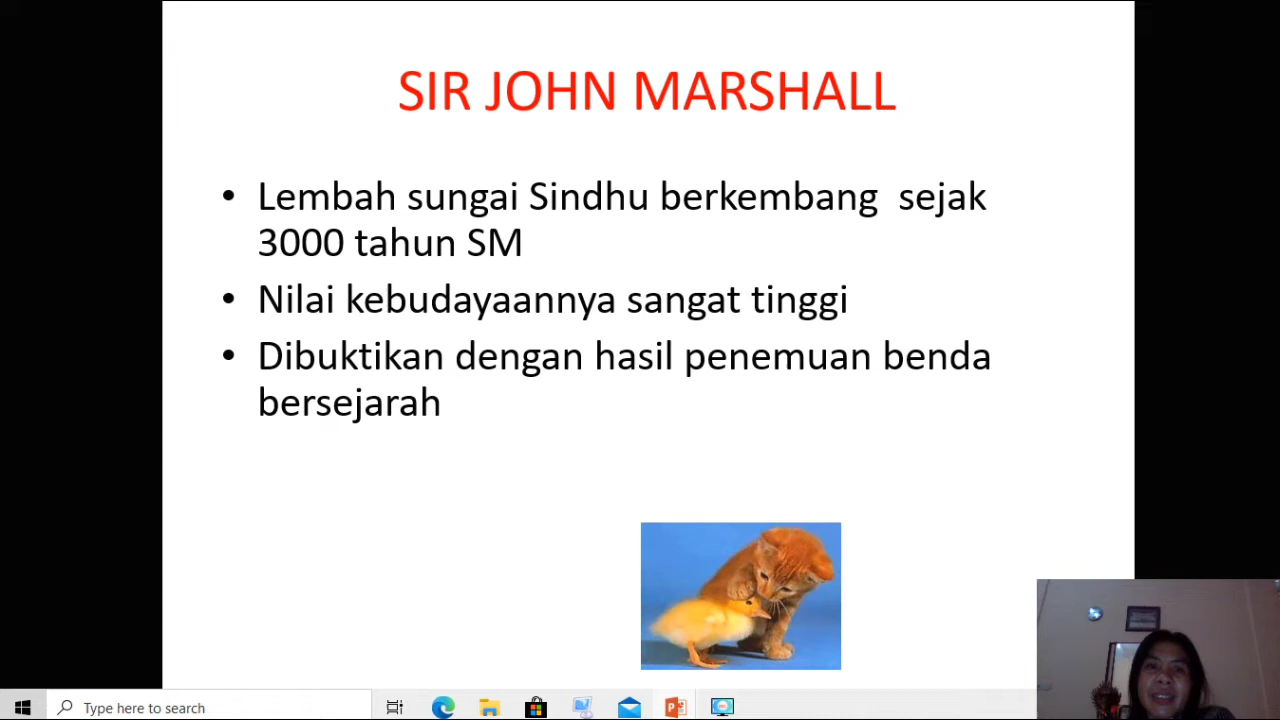 SIR JOHN MARSHALL
• Lembah sungai Sindhu berkembang  sejak
3000 tahun SM
• Nilai kebudayaannya sangat tinggi
• Dibuktikan dengan hasil penemuan benda
bersejarah
Type here to search